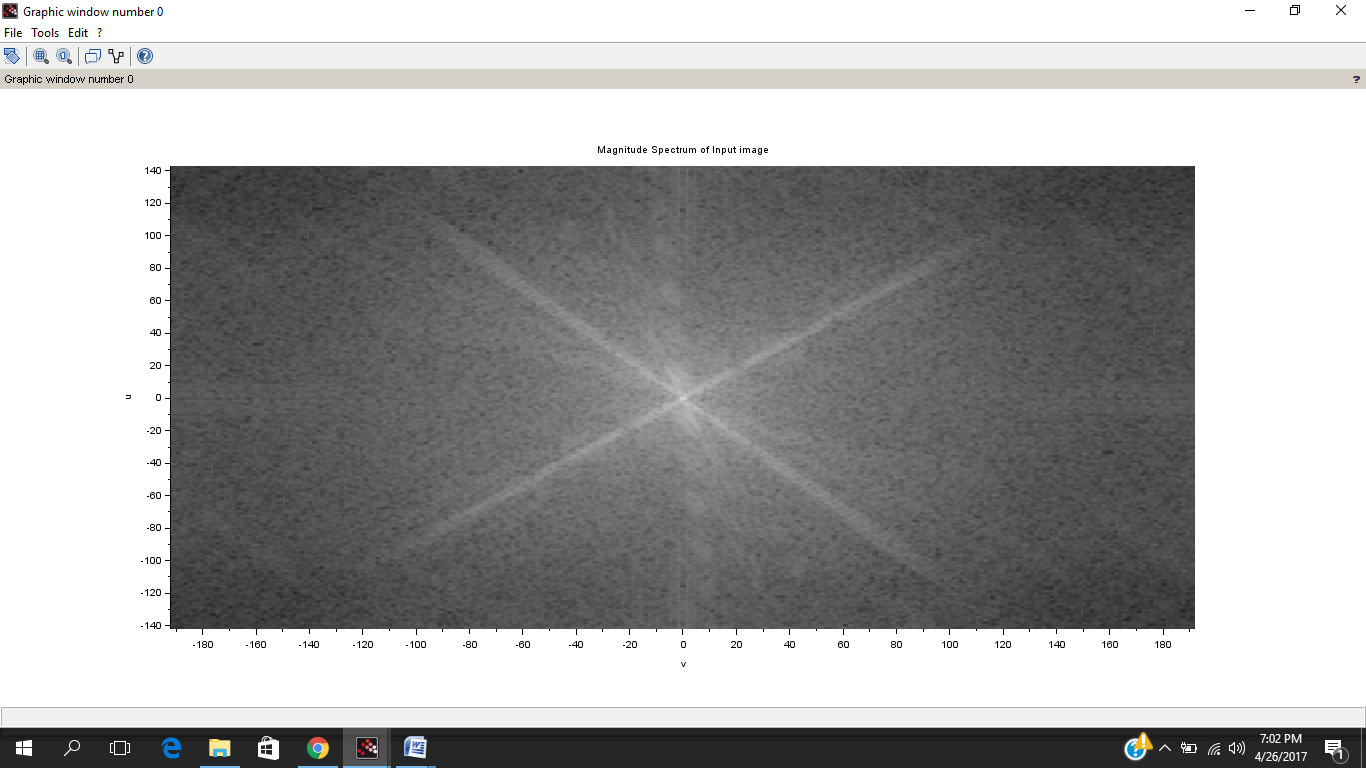 Graphic window number 0
File Tools Edit ?
Graphic window number 0 ?
Magnitude Spectrum of Input image
140
120
100
80
60
40
20
0
-20
-40
-60
-80
-100
-120
-140
u
-180 -160 -140 -120 -100 -80 -60 -40 -20 0 20 40 60 80 100 120 140 160 180
v
7:02 PM
4/26/2017
1